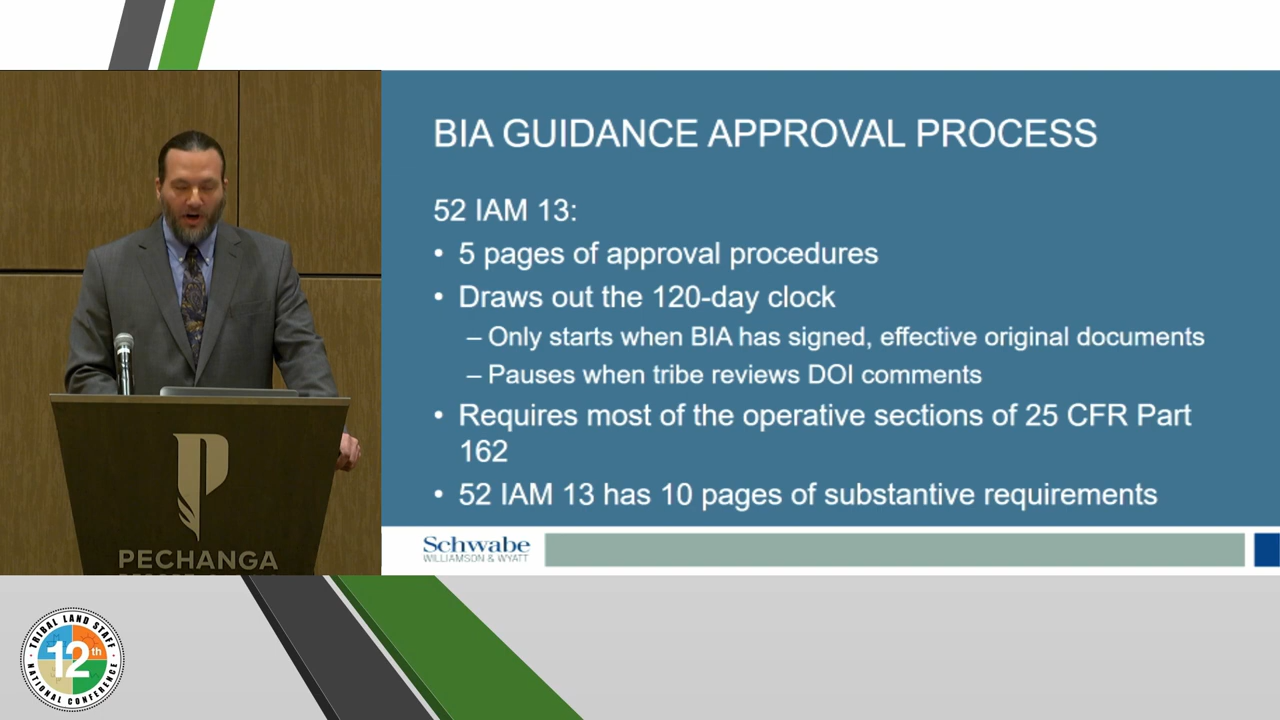 BIA GUIDANCE APPROVAL PROCESS
52 IAM 13:
• 5 pages of approval procedures
• Draws out the 120-day clock
– Only starts when BIA has signed, effective original documents
– Pauses when tribe reviews DOI comments
• Requires most of the operative sections of 25 CFR Part
162
• 52 IAM 13 has 10 pages of substantive requirements
Schwabe
WILLIAMSON & WYATT
P
PECHANGA
TRIBAL LAND STAFF
12th
NATIONAL CONFERENCE